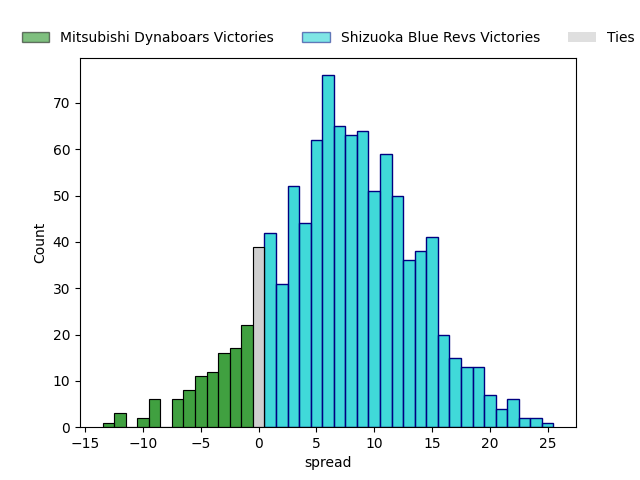 Mitsubishi Dynaboars Victories Shizuoka Blue Revs Victories Ties
70
60
50
40
30
20
10
0
Count
−15 −10 −5 0 5 10 15 20 25
spread